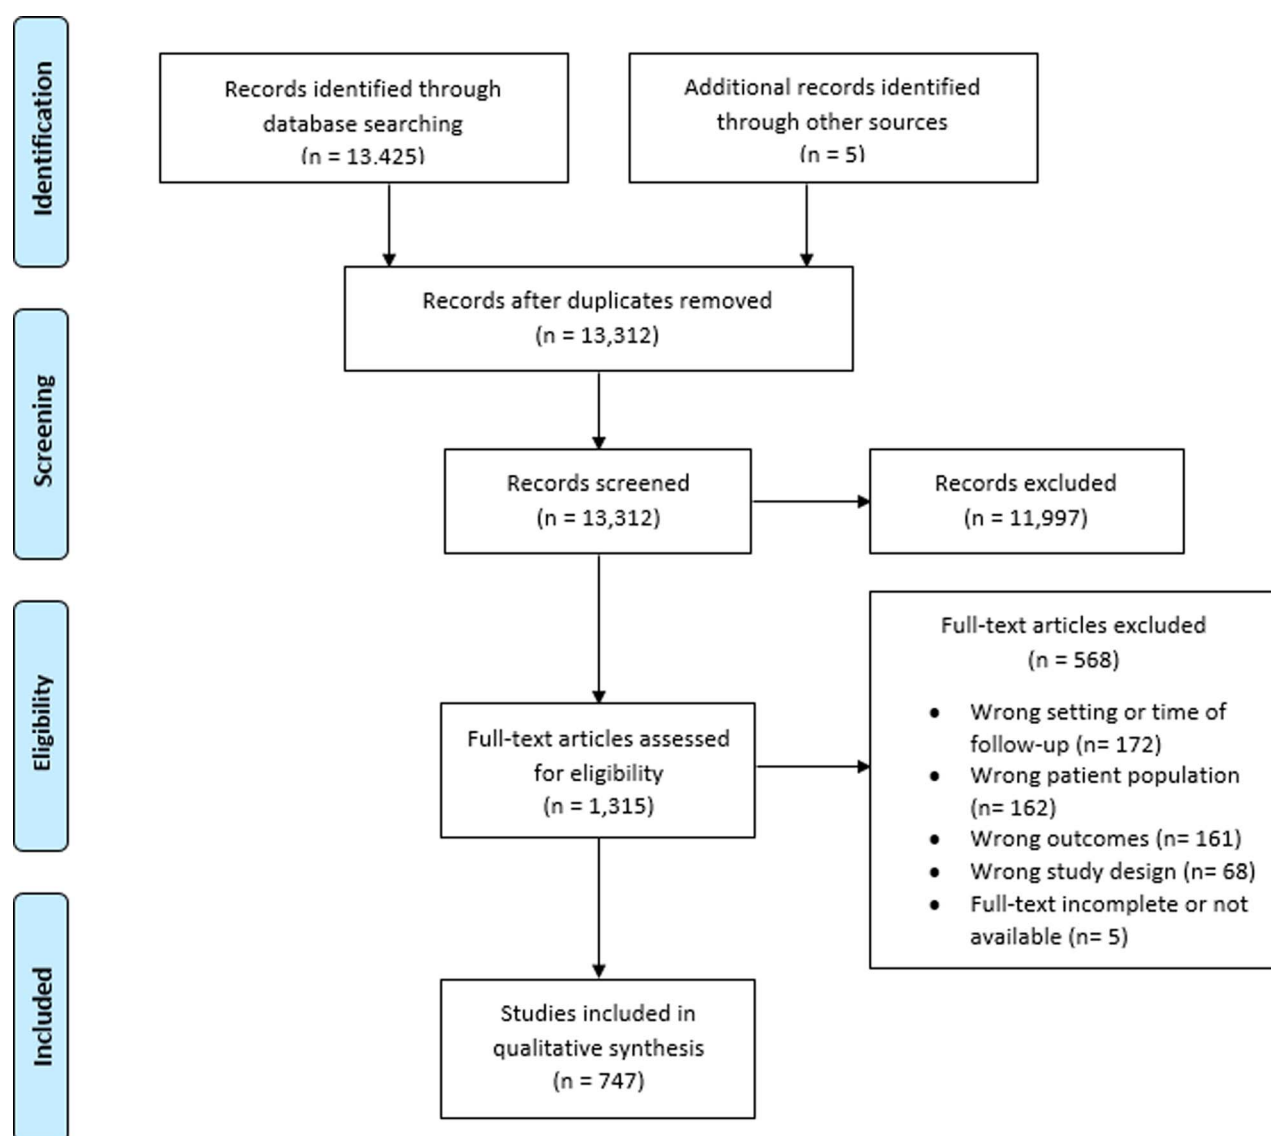 Identification
Records identified through
database searching
(n = 13.425)
Additional records identified
through other sources
(n = 5)
Records after duplicates removed
(n = 13,312)
Screening
Records screened
(n = 13,312)
Records excluded
(n = 11,997)
Eligibility
Full-text articles assessed
for eligibility
(n = 1,315)
Full-text articles excluded
(n = 568)
● Wrong setting or time of
follow-up (n= 172)
● Wrong patient population
(n= 162)
● Wrong outcomes (n= 161)
● Wrong study design (n= 68)
● Full-text incomplete or not
available (n= 5)
Included
Studies included in
qualitative synthesis
(n = 747)